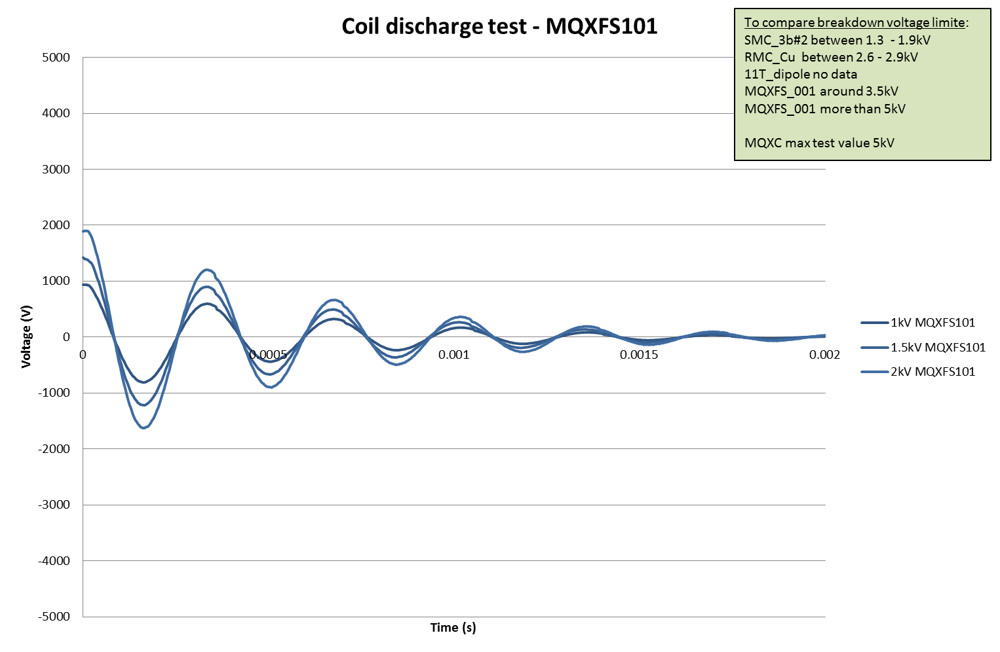 Coil discharge test - MQXFS101
To compare breakdown voltage limite:
SMC_3b#2 between 1.3 - 1.9kV
RMC_Cu between 2.6 - 2.9kV
11T_dipole no data
MQXFS_001 around 3.5kV
MQXFS_001 more than 5kV
MQXC max test value 5kV
5000
4000
3000
2000
1000
0
-1000
-2000
-3000
-4000
-5000
Voltage (V)
0
0.0005
0.001
0.0015
0.002
Time (s)
1kV MQXFS101
1.5kV MQXFS101
2kV MQXFS101